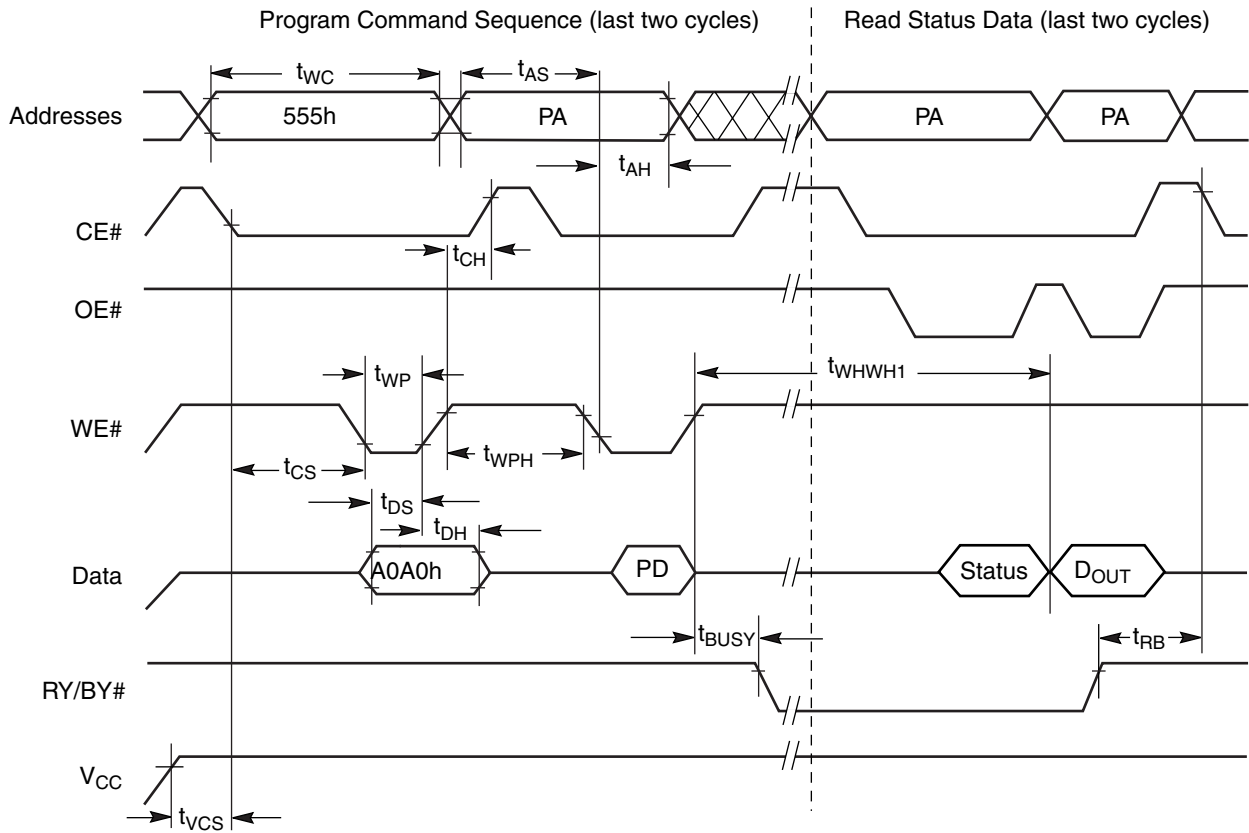 Program Command Sequence (last two cycles)
Read Status Data (last two cycles)
tWC
tAS
Addresses
555h
PA
PA
PA
tAH
CE#
tCH
OE#
tWP
tWHWH1
WE#
tCS
tWPH
tDS
tDH
Data
A0A0h
PD
Status
DOUT
tBUSY
tRB
RY/BY#
VCC
tVCS